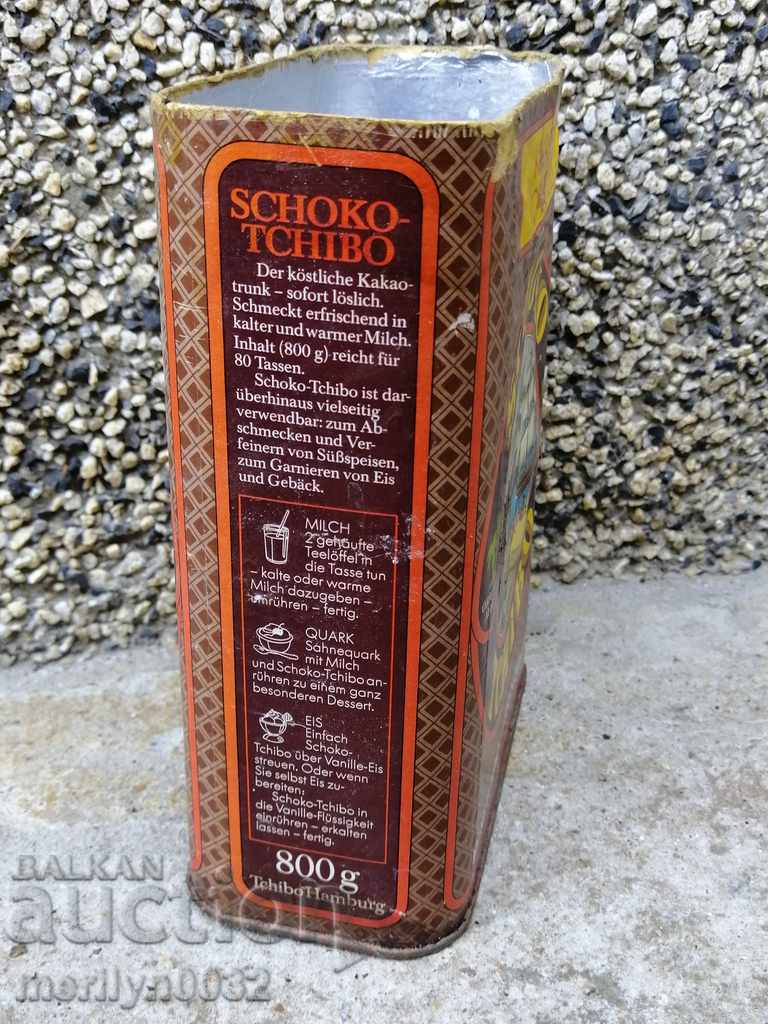 SCHOKO-
TCHIBO
Der köstliche Kakao-
trunk – sofort löslich.
Schmeckt erfrischend in
kalter und warmer Milch.
Inhalt (800 g) reicht für
80 Tassen.
Schoko-Tchibo ist dar-
überhinaus vielseitig
verwendbar: zum Ab-
schmecken und Ver-
feinern von Süßspeisen,
zum Garnieren von Eis
und Gebäck.
MILCH
2 gehäufte
Teelöffel in
die Tasse tun
– kalte oder warme
Milch dazugeben –
umrühren – fertig.
QUARK
Sahnequark
mit Milch
und Schoko-Tchibo an-
rühren zu einem ganz
besonderen Dessert.
EIS
Einfach
Schoko-
Tchibo über Vanille-Eis
streuen. Oder wenn
Sie selbst Eis zu-
bereiten:
Schoko-Tchibo in
die Vanille-Flüssigkeit
einrühren – erkalten
lassen – fertig.
800 g
Tchibo Hamburg
BALKAN
auction
merilyn0032